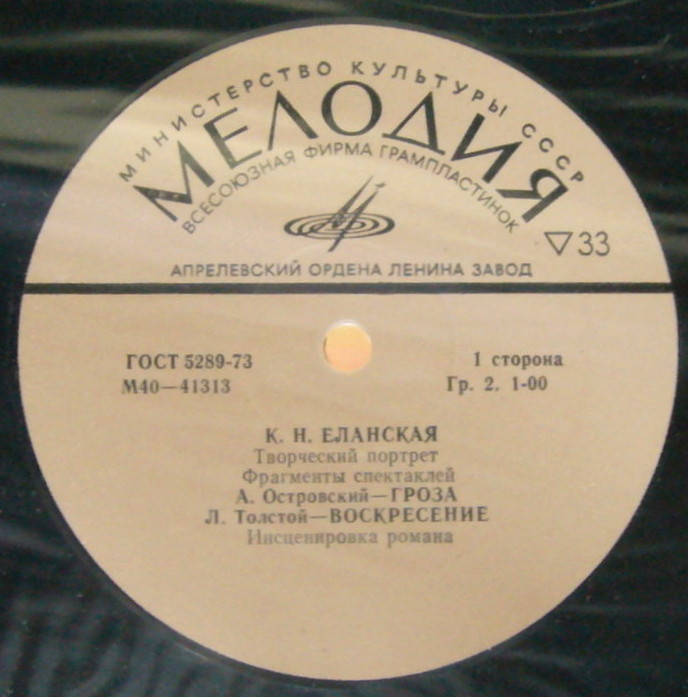 МИНИСТЕРСТВО КУЛЬТУРЫ СССР
МЕЛОДИЯ
ВСЕСОЮЗНАЯ ФИРМА ГРАМПЛАСТИНОК
▽33
АПРЕЛЕВСКИЙ ОРДЕНА ЛЕНИНА ЗАВОД
ГОСТ 5289-73
1 сторона
М40—41313
Гр. 2. 1-00
К. Н. ЕЛАНСКАЯ
Творческий портрет
Фрагменты спектаклей
А. Островский—ГРОЗА
Л. Толстой—ВОСКРЕСЕНИЕ
Инсценировка романа